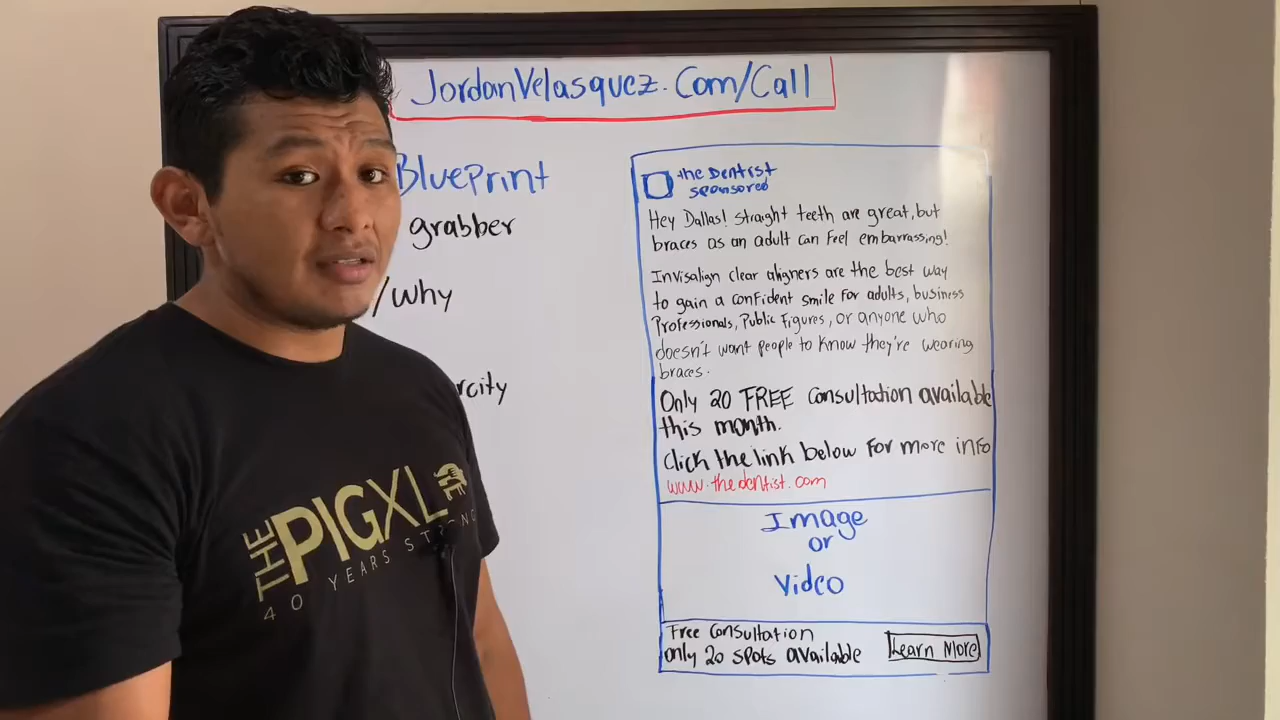 JordanVelasquez.Com/Call
BluePrint
grabber
/why
rcity
the Dentist
sponsored
Hey Dallas! Straight teeth are great, but
braces as an adult can feel embarrassing!
Invisalign clear aligners are the best way
to gain a confident smile for adults, business
Professionals, Public Figures, or anyone who
doesn't want people to know they're wearing
braces.
Only 20 FREE consultation available
this month.
Click the link below for more info
www.thedentist.com
Image
or
Video
Free Consultation
only 20 spots available
Learn More
THE PIGXL
40 YEARS STRONG